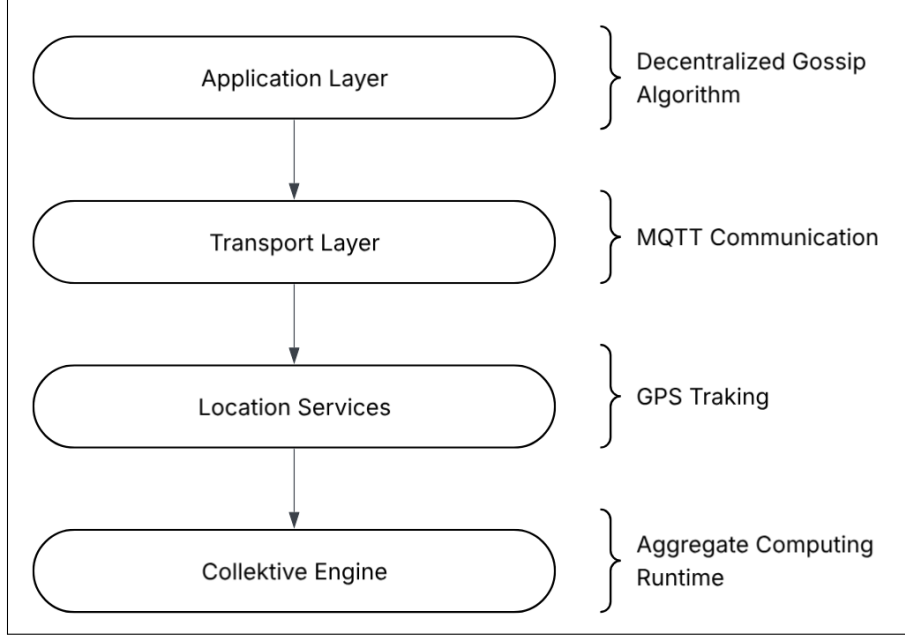 Application Layer
Decentralized Gossip
Algorithm
Transport Layer
MQTT Communication
Location Services
GPS Traking
Collektive Engine
Aggregate Computing
Runtime